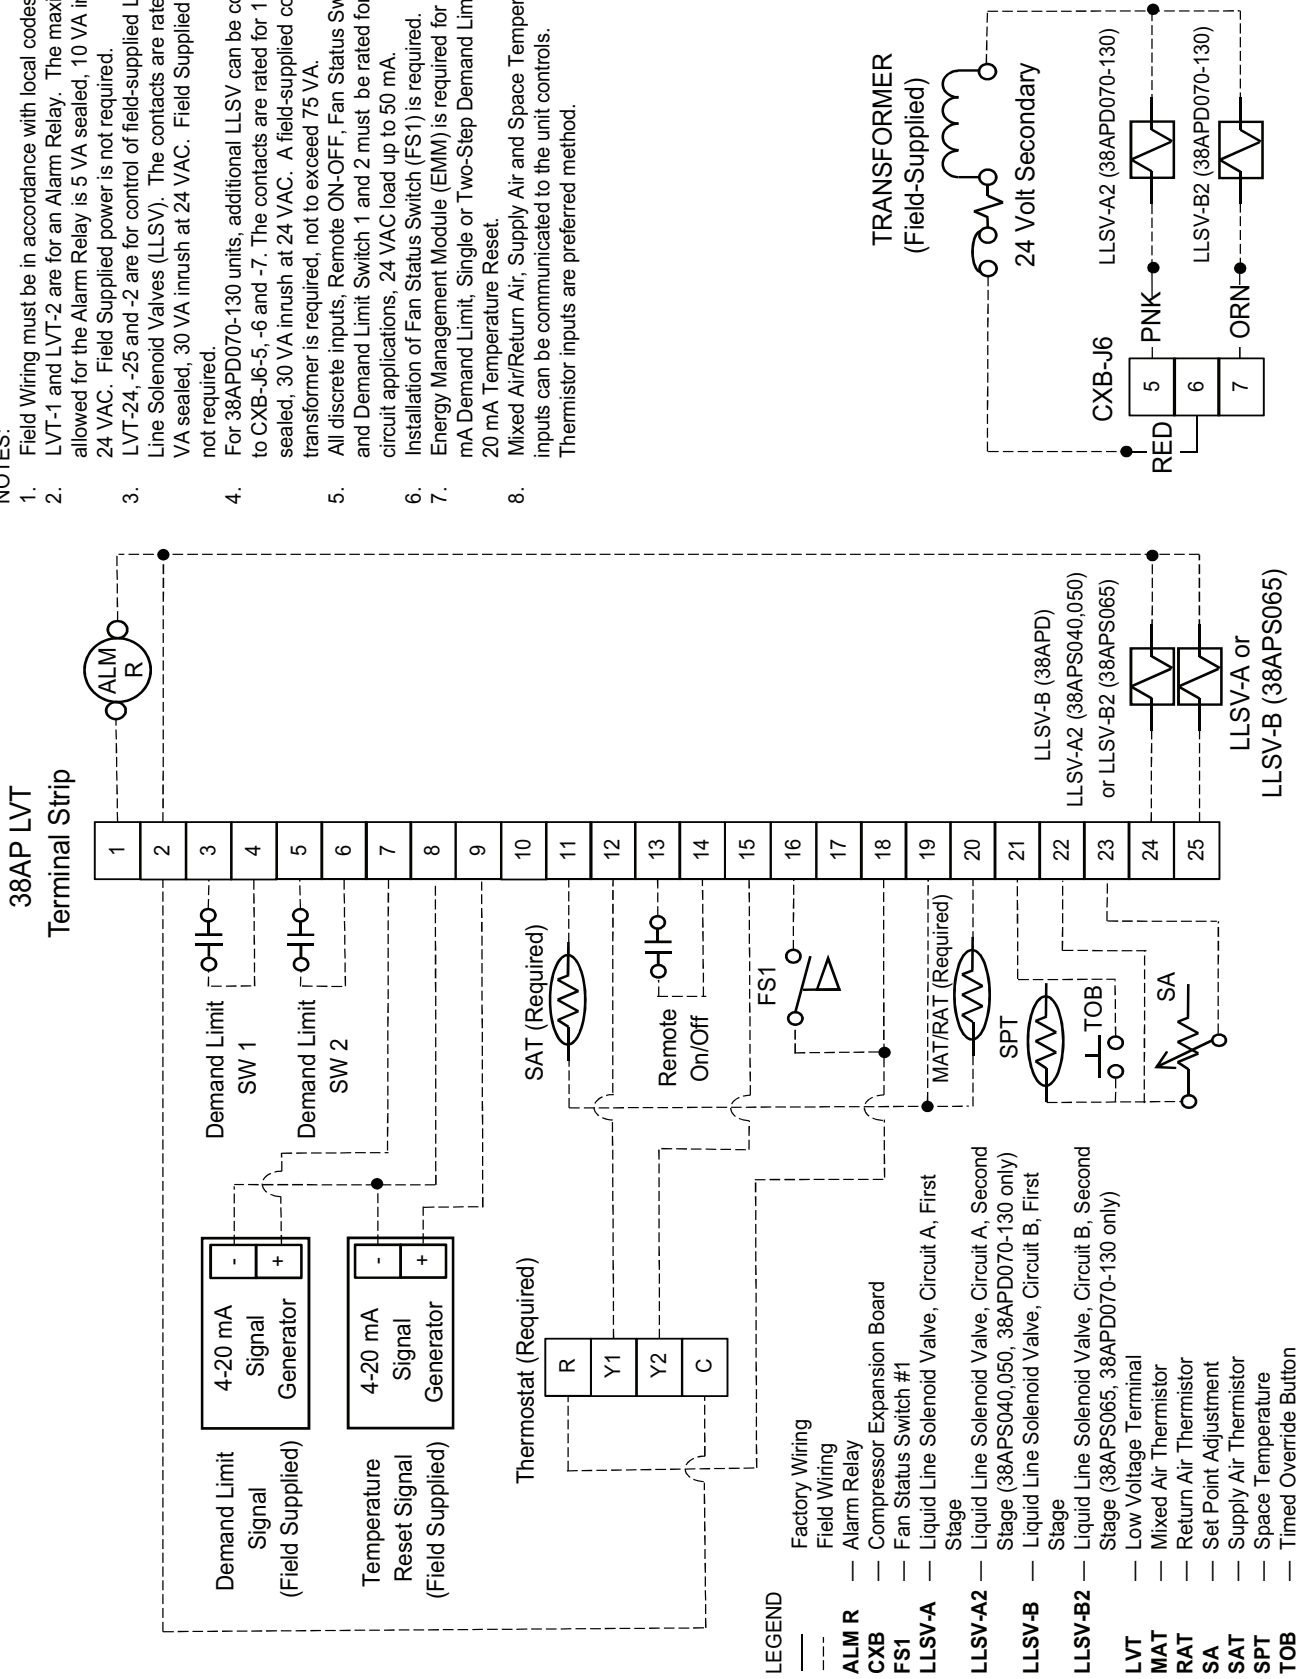 38AP LVT
Terminal Strip
1
2
3
4
5
6
7
8
9
10
11
12
13
14
15
16
17
18
19
20
21
22
23
24
25
ALM
R
Demand Limit
SW 1
Demand Limit
SW 2
Demand Limit
Signal
(Field Supplied)
4-20 mA
Signal
Generator
-
+
Temperature
Reset Signal
(Field Supplied)
4-20 mA
Signal
Generator
-
+
Thermostat (Required)
R
Y1
Y2
C
SAT (Required)
Remote
On/Off
FS1
MAT/RAT (Required)
SPT
TOB
SA
LLSV-B (38APD)
LLSV-A2 (38APS040,050)
or LLSV-B2 (38APS065)
LLSV-A or
LLSV-B (38APS065)
LEGEND
Factory Wiring
Field Wiring
ALM R — Alarm Relay
CXB — Compressor Expansion Board
FS1 — Fan Status Switch #1
LLSV-A — Liquid Line Solenoid Valve, Circuit A, First
Stage
LLSV-A2 — Liquid Line Solenoid Valve, Circuit A, Second
Stage (38APS040,050, 38APD070-130 only)
LLSV-B — Liquid Line Solenoid Valve, Circuit B, First
Stage
LLSV-B2 — Liquid Line Solenoid Valve, Circuit B, Second
Stage (38APS065, 38APD070-130 only)
LVT — Low Voltage Terminal
MAT — Mixed Air Thermistor
RAT — Return Air Thermistor
SA — Set Point Adjustment
SAT — Supply Air Thermistor
SPT — Space Temperature
TOB — Timed Override Button
NOTES:
1. Field Wiring must be in accordance with local codes
2. LVT-1 and LVT-2 are for an Alarm Relay. The
allowed for the Alarm Relay is 5 VA sealed, 10 VA
24 VAC. Field Supplied power is not required.
3. LVT-24, -25 and -2 are for control of field-supplied
Line Solenoid Valves (LLSV). The contacts are
VA sealed, 30 VA inrush at 24 VAC. Field Supplied
not required.
4. For 38APD070-130 units, additional LLSV can be
to CXB-J6-5, -6 and -7. The contacts are rated for
sealed, 30 VA inrush at 24 VAC. A field-supplied
transformer is required, not to exceed 75 VA.
5. All discrete inputs, Remote ON-OFF, Fan Status
and Demand Limit Switch 1 and 2 must be rated for
circuit applications, 24 VAC load up to 50 mA.
6. Installation of Fan Status Switch (FS1) is required.
7. Energy Management Module (EMM) is required for
mA Demand Limit, Single or Two-Step Demand
20 mA Temperature Reset.
8. Mixed Air/Return Air, Supply Air and Space
inputs can be communicated to the unit controls.
Thermistor inputs are preferred method.
TRANSFORMER
(Field-Supplied)
24 Volt Secondary
CXB-J6
5
6
7
RED
PNK
ORN
LLSV-A2 (38APD070-130)
LLSV-B2 (38APD070-130)